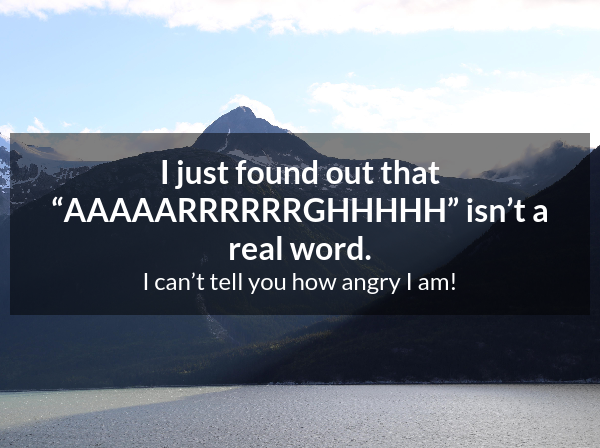 I just found out that
“AAAAARRRRRRGHHHHH” isn’t a
real word.
I can’t tell you how angry I am!